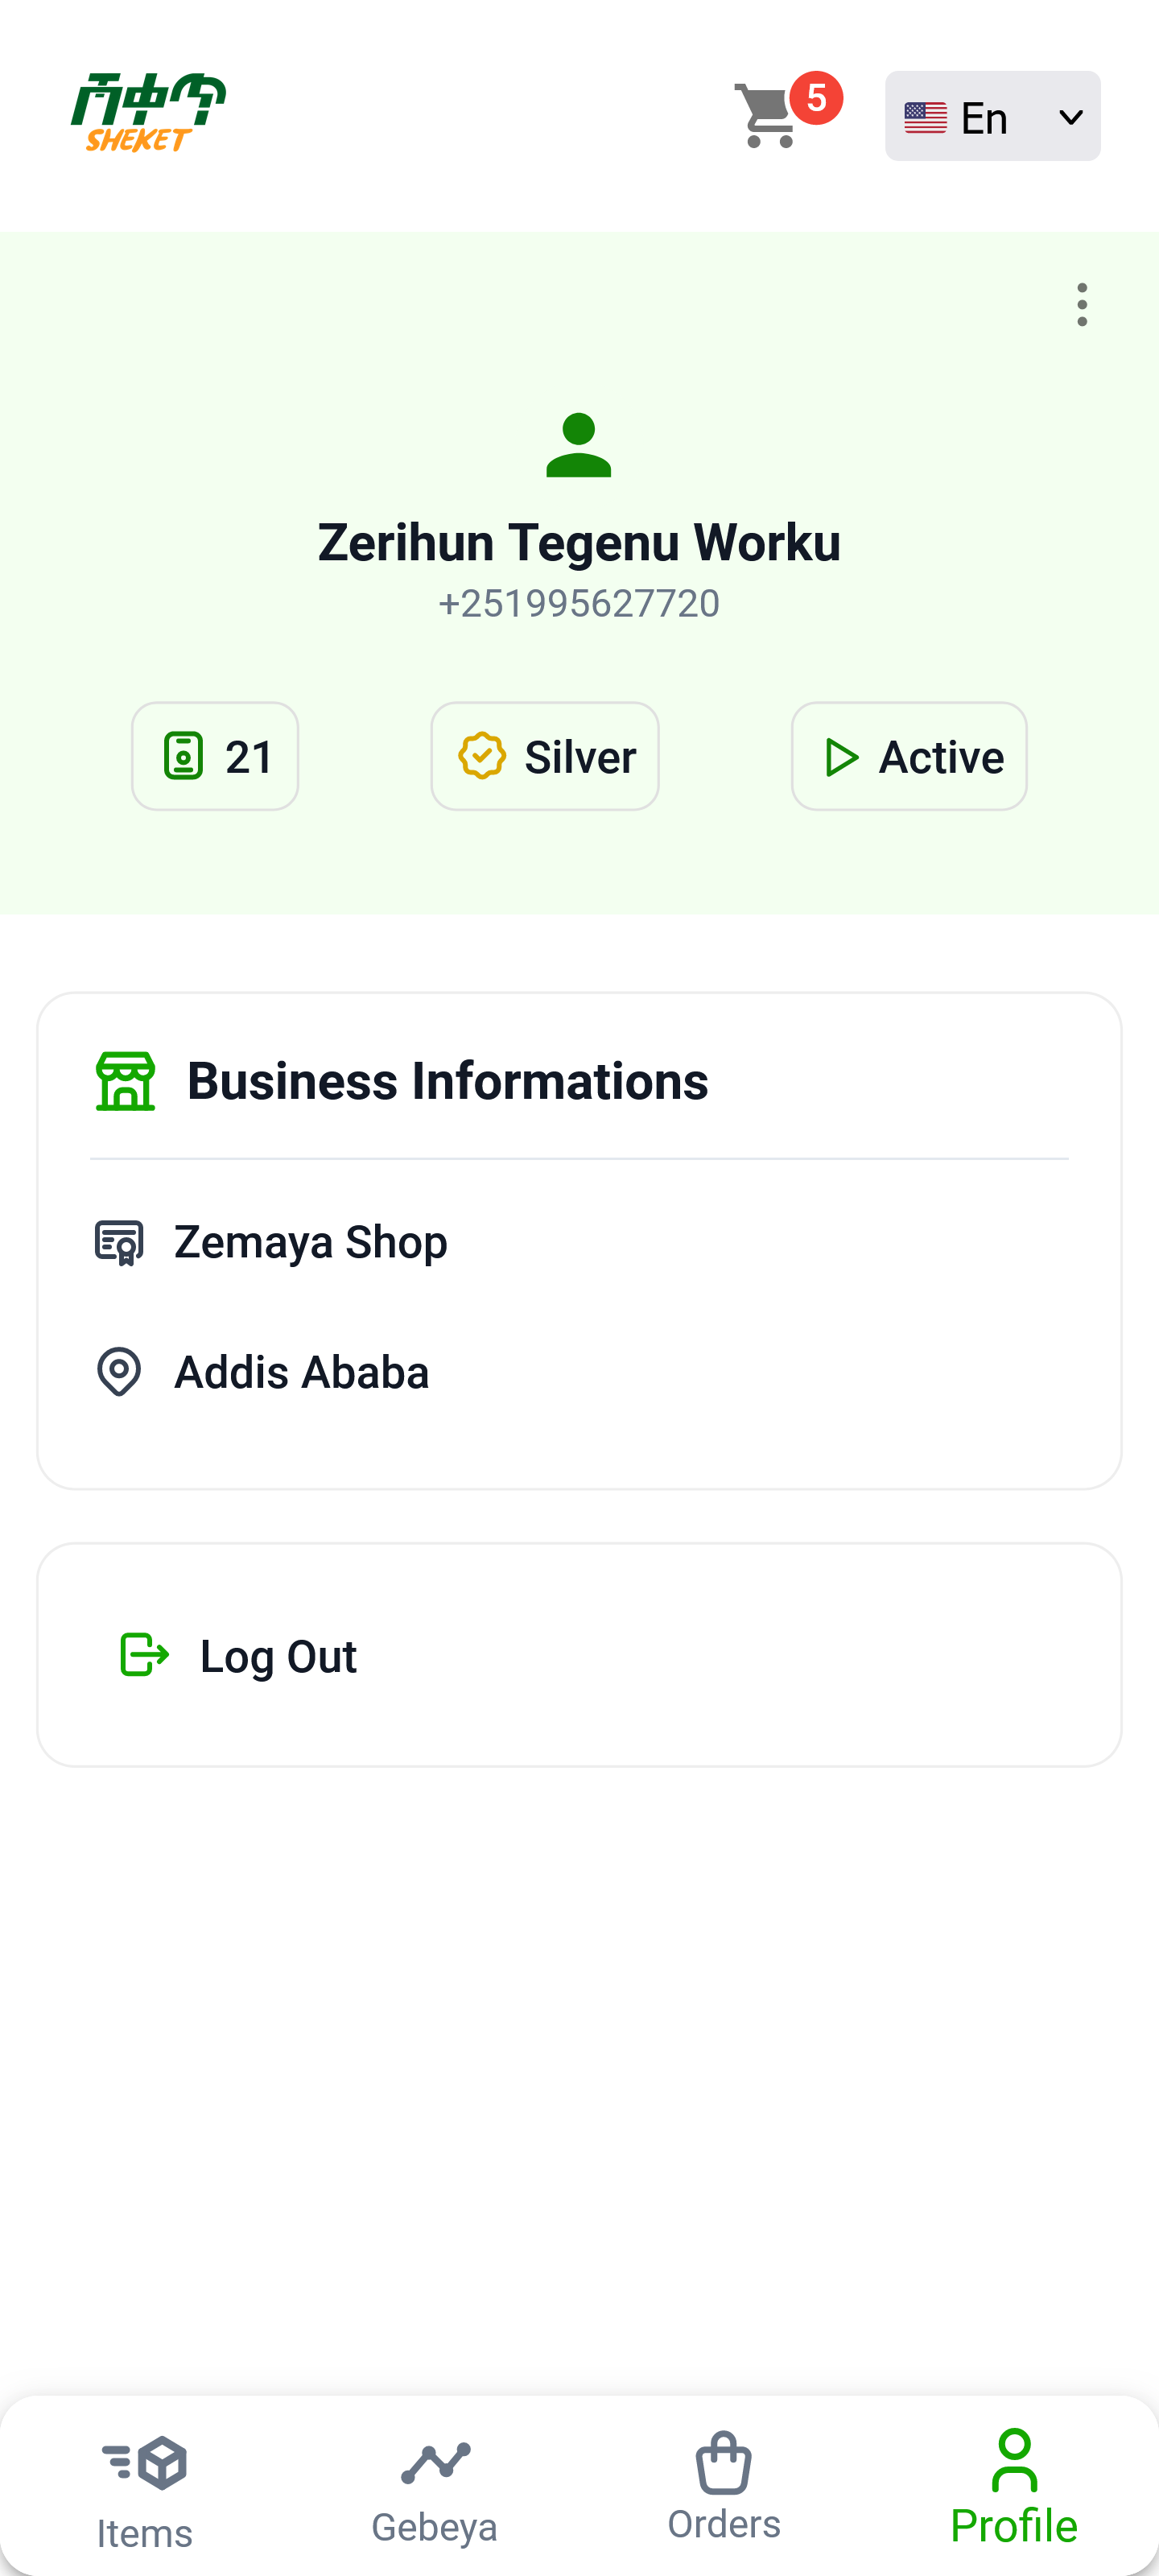 ሸቀጥ
SHEKET
5
En
Zerihun Tegenu Worku
+251995627720
21
Silver
Active
Business Informations
Zemaya Shop
Addis Ababa
Log Out
Items
Gebeya
Orders
Profile